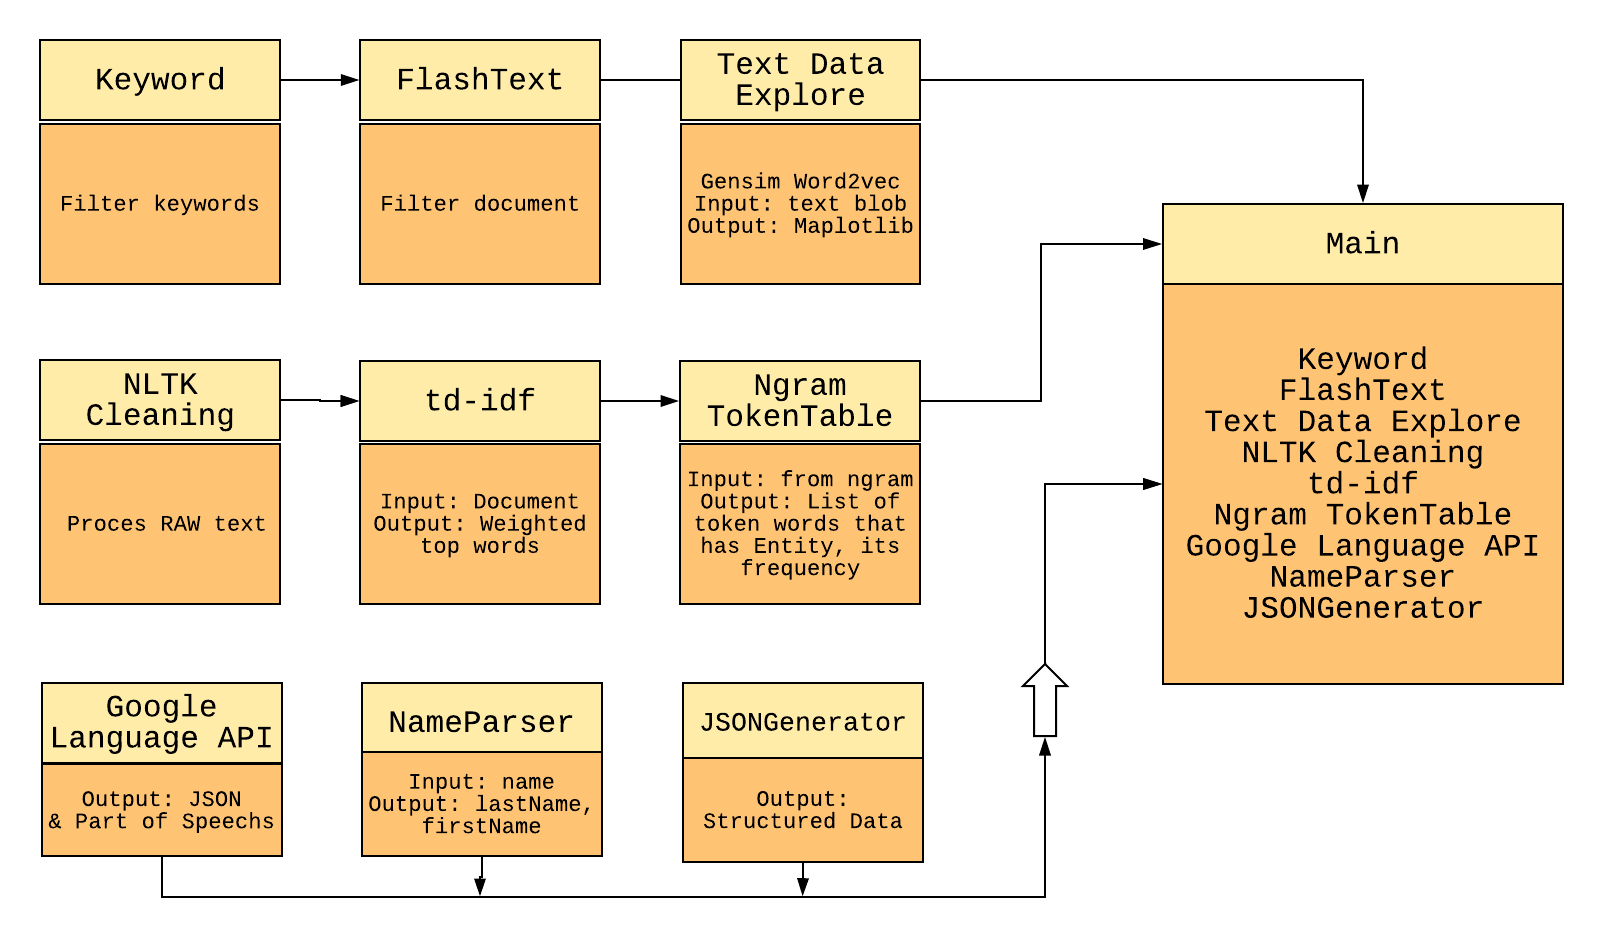 Keyword
Filter keywords
FlashText
Filter document
Text Data
Explore
Gensim Word2vec
Input: text blob
Output: Maplotlib
NLTK
Cleaning
Proces RAW text
td-idf
Input: Document
Output: Weighted
top words
Ngram
TokenTable
Input: from ngram
Output: List of
token words that
has Entity, its
frequency
Google
Language API
Output: JSON
& Part of Speechs
NameParser
Input: name
Output: lastName,
firstName
JSONGenerator
Output:
Structured Data
Main
Keyword
FlashText
Text Data Explore
NLTK Cleaning
td-idf
Ngram TokenTable
Google Language API
NameParser
JSONGenerator